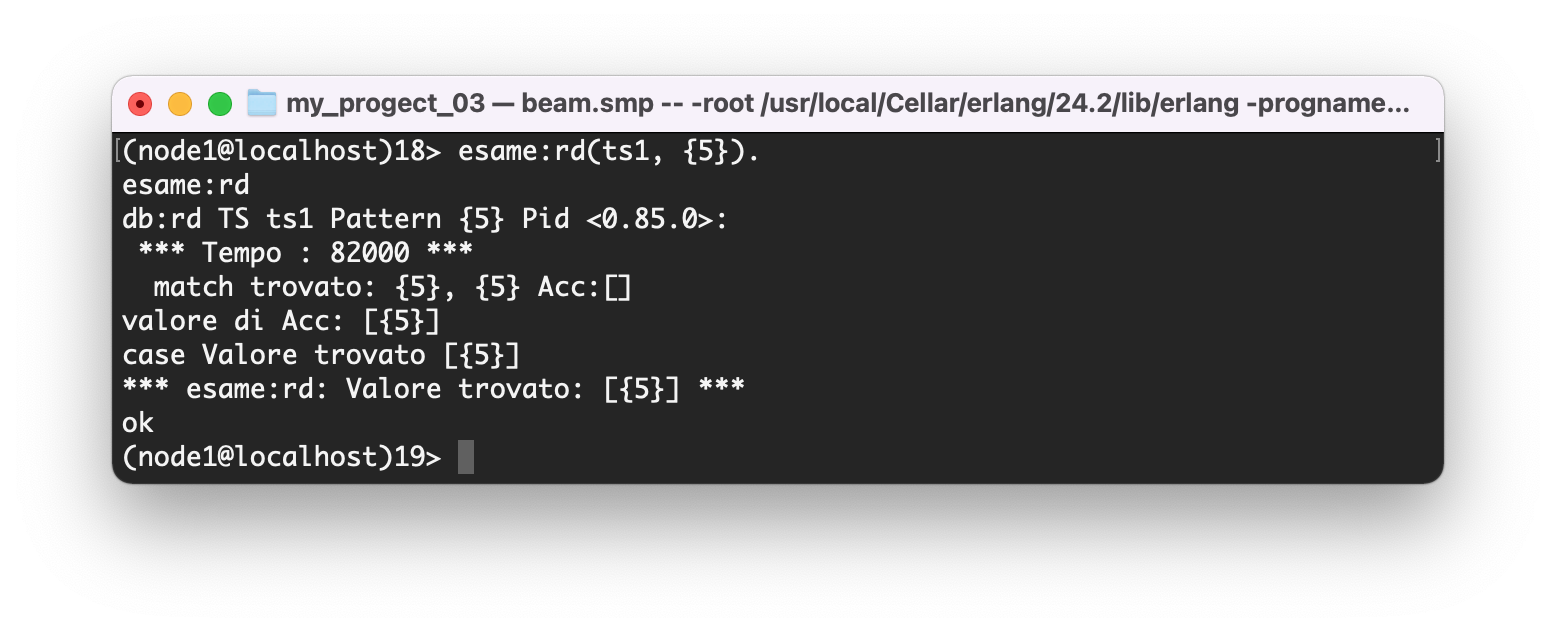 my_progect_03 — beam.smp -- -root /usr/local/Cellar/erlang/24.2/lib/erlang -progname...
[(node1@localhost)18> esame:rd(ts1, {5}). ]
esame:rd
db:rd TS ts1 Pattern {5} Pid <0.85.0>:
 *** Tempo : 82000 ***
  match trovato: {5}, {5} Acc:[]
valore di Acc: [{5}]
case Valore trovato [{5}]
*** esame:rd: Valore trovato: [{5}] ***
ok
(node1@localhost)19>